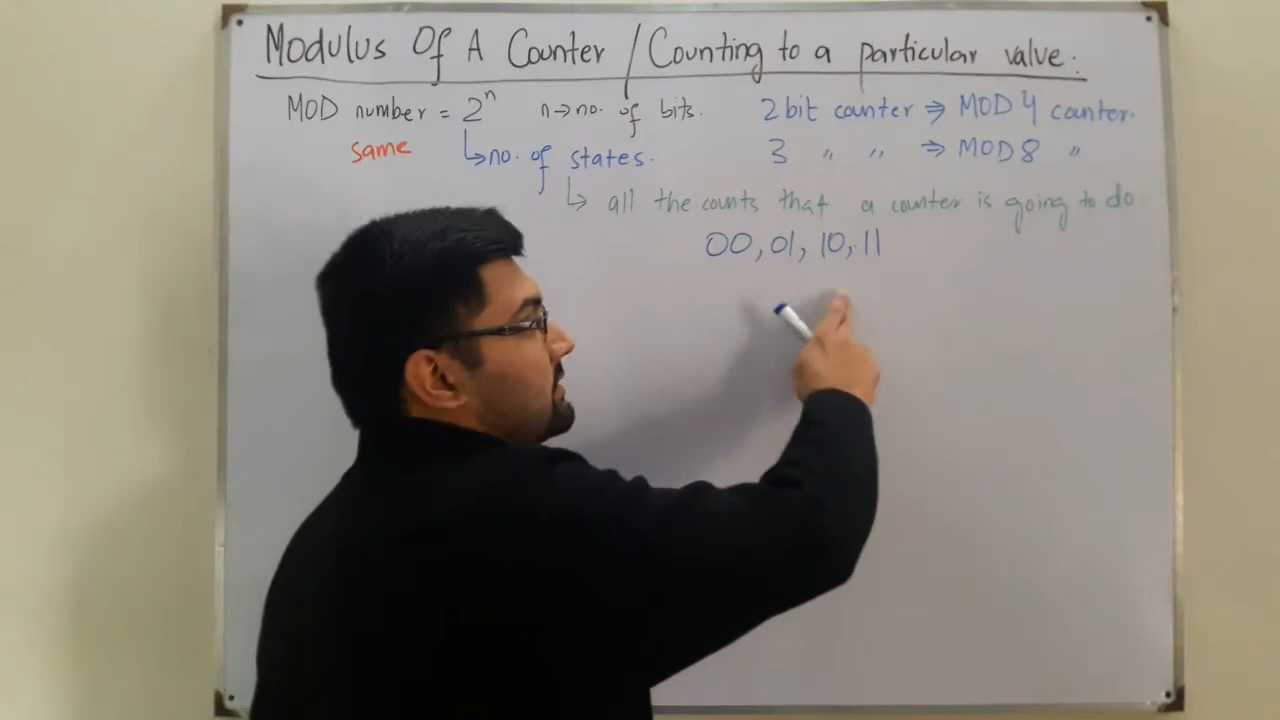 Modulus Of A Counter / Counting to a particular value:
MOD number = 2^n n→no. of bits. 2 bit counter ⇒ MOD 4 counter.
same ↳no. of states. 3 " " ⇒ MOD 8 "
↳ all the counts that a counter is going to do
00, 01, 10, 11